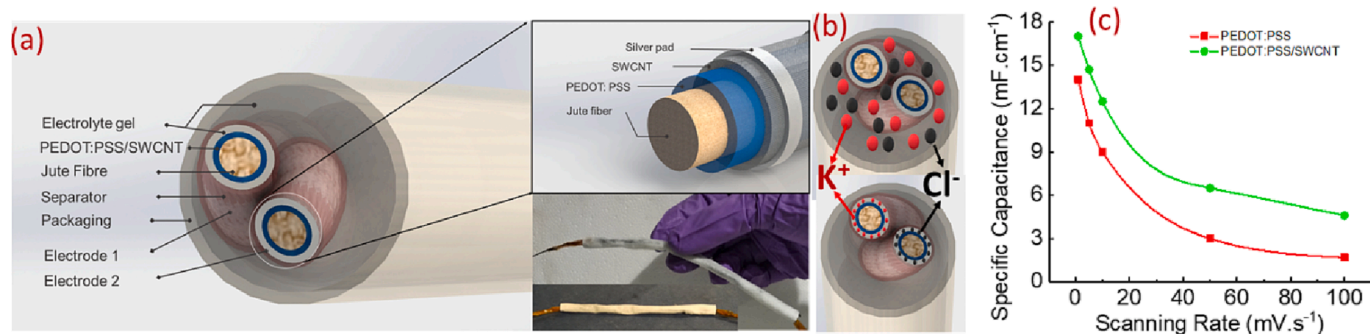 (a)
Electrolyte gel
PEDOT:PSS/SWCNT
Jute Fibre
Separator
Packaging
Electrode 1
Electrode 2
Silver pad
SWCNT
PEDOT: PSS
Jute fiber
(b)
K⁺
Cl⁻
(c)
PEDOT:PSS
PEDOT:PSS/SWCNT
Specific Capacitance (mF.cm⁻¹)
18
15
12
9
6
3
0
0 20 40 60 80 100
Scanning Rate (mV.s⁻¹)